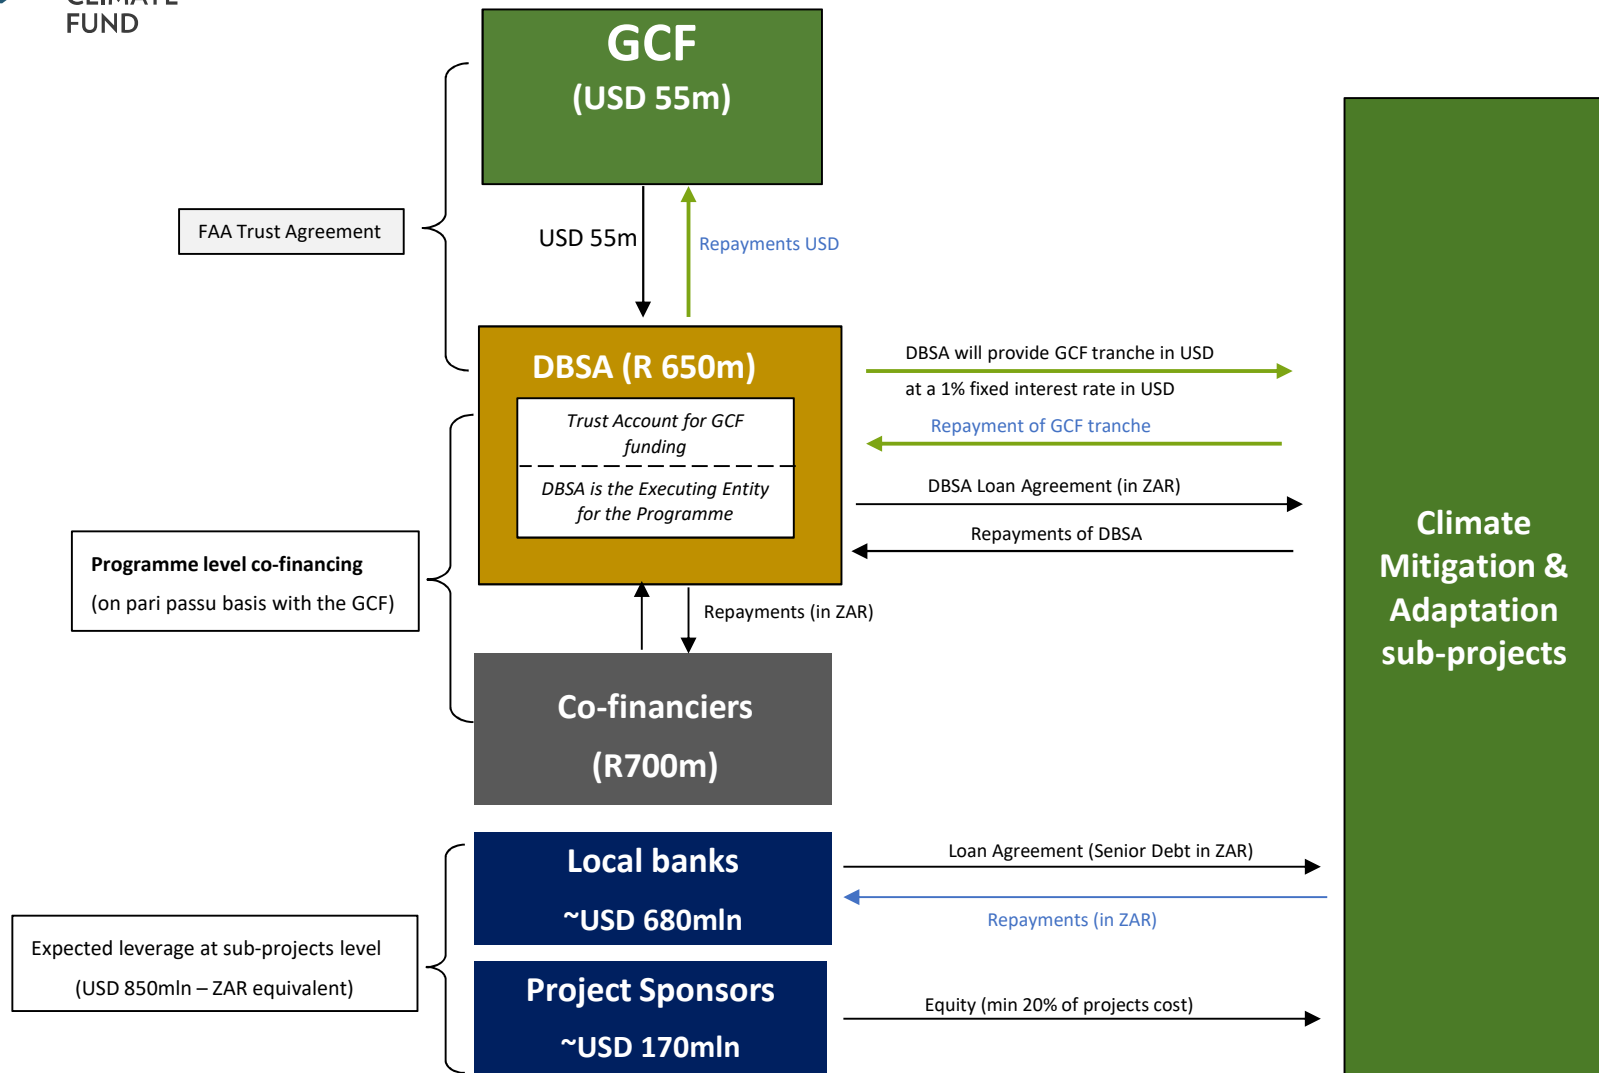 CLIMATE
FUND
GCF
(USD 55m)
FAA Trust Agreement
USD 55m
Repayments USD
DBSA (R 650m)
Trust Account for GCF
funding
DBSA is the Executing Entity
for the Programme
DBSA will provide GCF tranche in USD
at a 1% fixed interest rate in USD
Repayment of GCF tranche
DBSA Loan Agreement (in ZAR)
Repayments of DBSA
Programme level co-financing
(on pari passu basis with the GCF)
Repayments (in ZAR)
Co-financiers
(R700m)
Climate
Mitigation &
Adaptation
sub-projects
Local banks
~USD 680mln
Loan Agreement (Senior Debt in ZAR)
Repayments (in ZAR)
Expected leverage at sub-projects level
(USD 850mln – ZAR equivalent)
Project Sponsors
~USD 170mln
Equity (min 20% of projects cost)